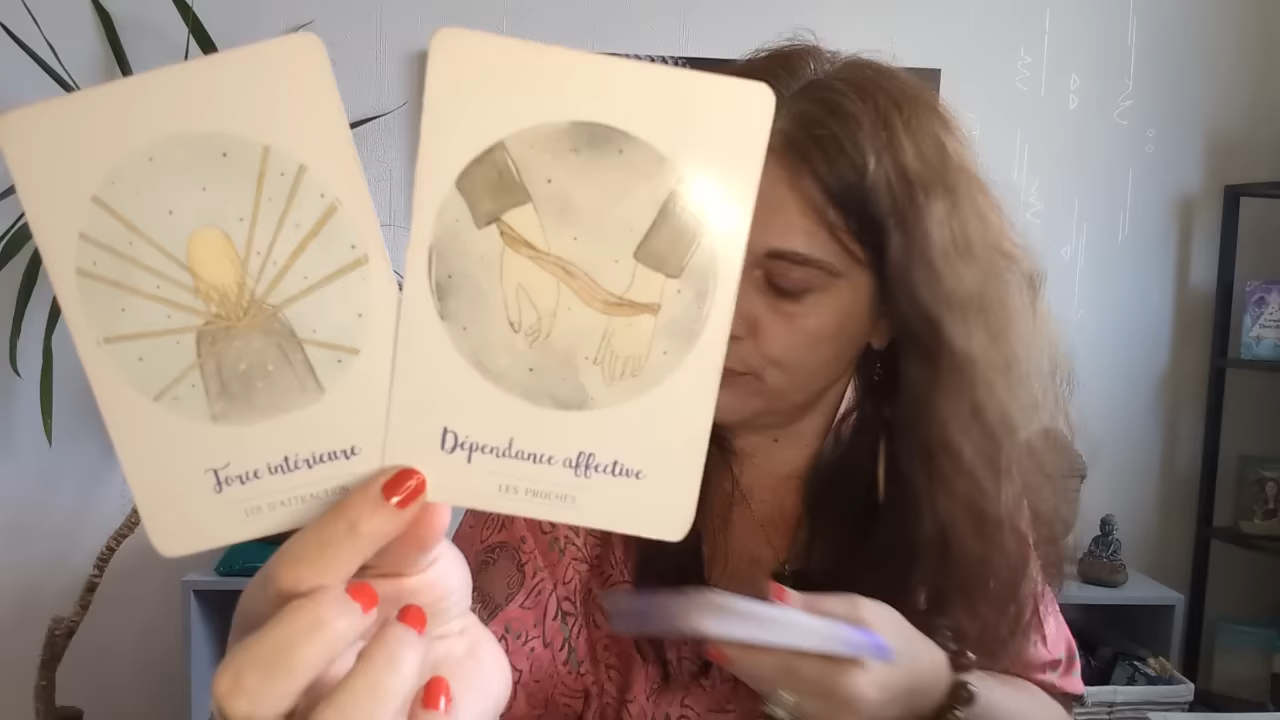 Force intérieure
LOI D'ATTRACTION
Dépendance affective
LES PROCHES